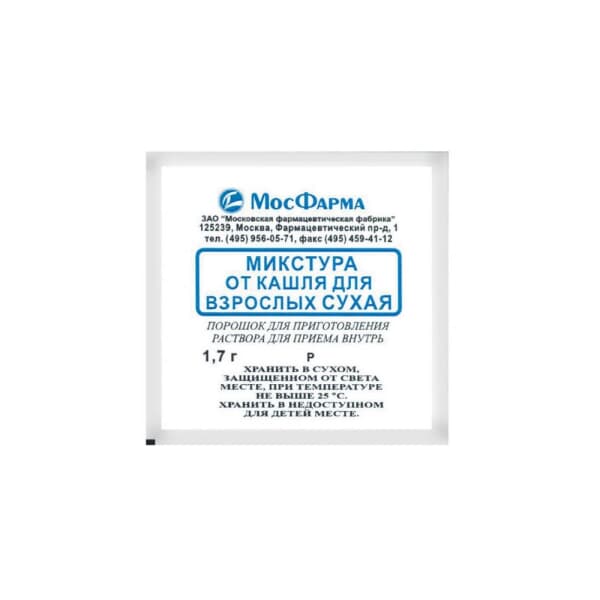 МосФарма
ЗАО "Московская фармацевтическая фабрика"
125239, Москва, Фармацевтический пр-д, 1
тел. (495) 956-05-71, факс (495) 459-41-12
МИКСТУРА
ОТ КАШЛЯ ДЛЯ
ВЗРОСЛЫХ СУХАЯ
ПОРОШОК ДЛЯ ПРИГОТОВЛЕНИЯ
РАСТВОРА ДЛЯ ПРИЕМА ВНУТРЬ
1,7 г Р
ХРАНИТЬ В СУХОМ,
ЗАЩИЩЕННОМ ОТ СВЕТА
МЕСТЕ, ПРИ ТЕМПЕРАТУРЕ
НЕ ВЫШЕ 25 °С.
ХРАНИТЬ В НЕДОСТУПНОМ
ДЛЯ ДЕТЕЙ МЕСТЕ.